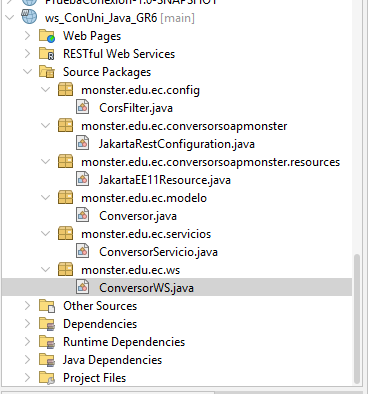 PruebaConexion-1.0-SNAPSHOT
ws_ConUni_Java_GR6 [main]
Web Pages
RESTful Web Services
Source Packages
monster.edu.ec.config
CorsFilter.java
monster.edu.ec.conversorsoapmonster
JakartaRestConfiguration.java
monster.edu.ec.conversorsoapmonster.resources
JakartaEE11Resource.java
monster.edu.ec.modelo
Conversor.java
monster.edu.ec.servicios
ConversorServicio.java
monster.edu.ec.ws
ConversorWS.java
Other Sources
Dependencies
Runtime Dependencies
Java Dependencies
Project Files